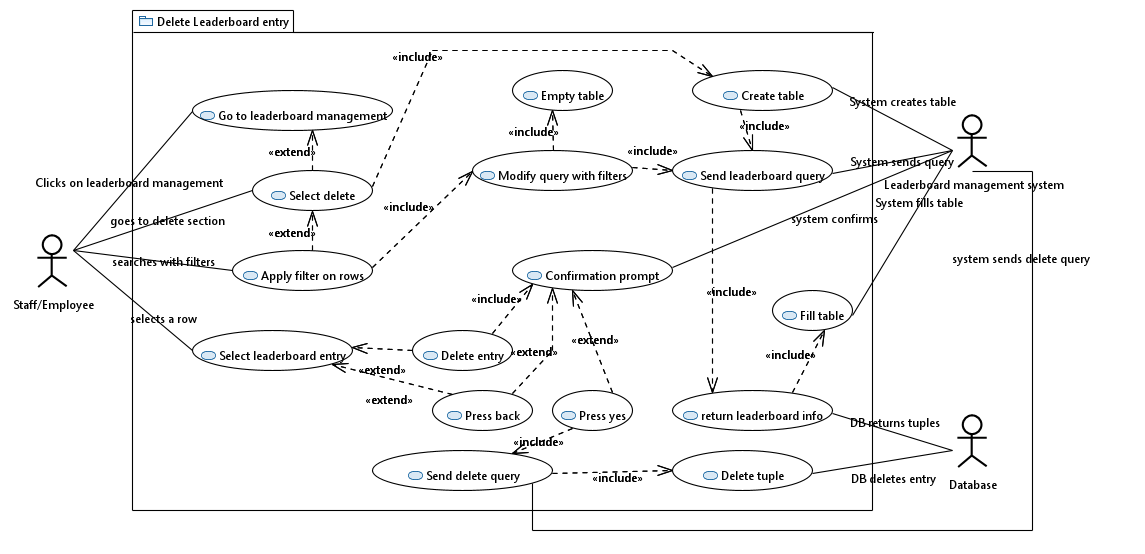 Delete Leaderboard entry
«include»
Empty table
Create table
System creates table
Go to leaderboard management
«include»
«include»
«extend»
«include»
System sends query
Modify query with filters
Send leaderboard query
Leaderboard management system
Clicks on leaderboard management
Select delete
System fills table
«include»
goes to delete section
system confirms
«extend»
searches with filters
system sends delete query
Apply filter on rows
Confirmation prompt
Staff/Employee
«include»
«include»
selects a row
Fill table
«extend»
«extend»
Select leaderboard entry
Delete entry
«include»
«extend»
«extend»
Press back
Press yes
return leaderboard info
DB returns tuples
«include»
Send delete query
«include»
Delete tuple
DB deletes entry
Database